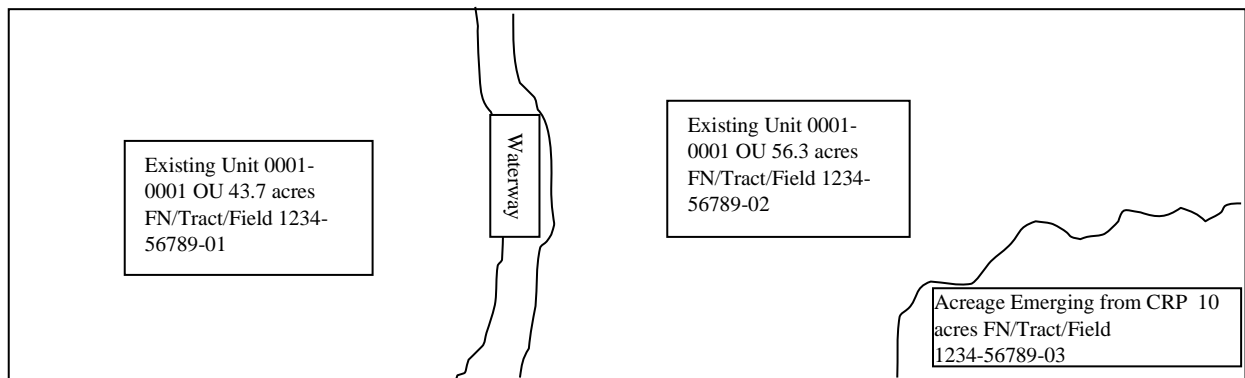 Existing Unit 0001-
0001 OU 43.7 acres
FN/Tract/Field 1234-
56789-01
Waterway
Existing Unit 0001-
0001 OU 56.3 acres
FN/Tract/Field 1234-
56789-02
Acreage Emerging from CRP 10
acres FN/Tract/Field
1234-56789-03